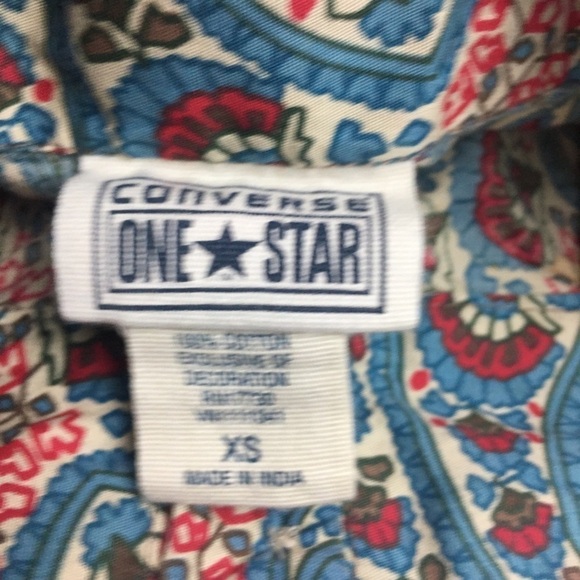 CONVERSE
ONE ★ STAR
100% COTTON
EXCLUSIVE OF
DECORATION
XS
MADE IN INDIA